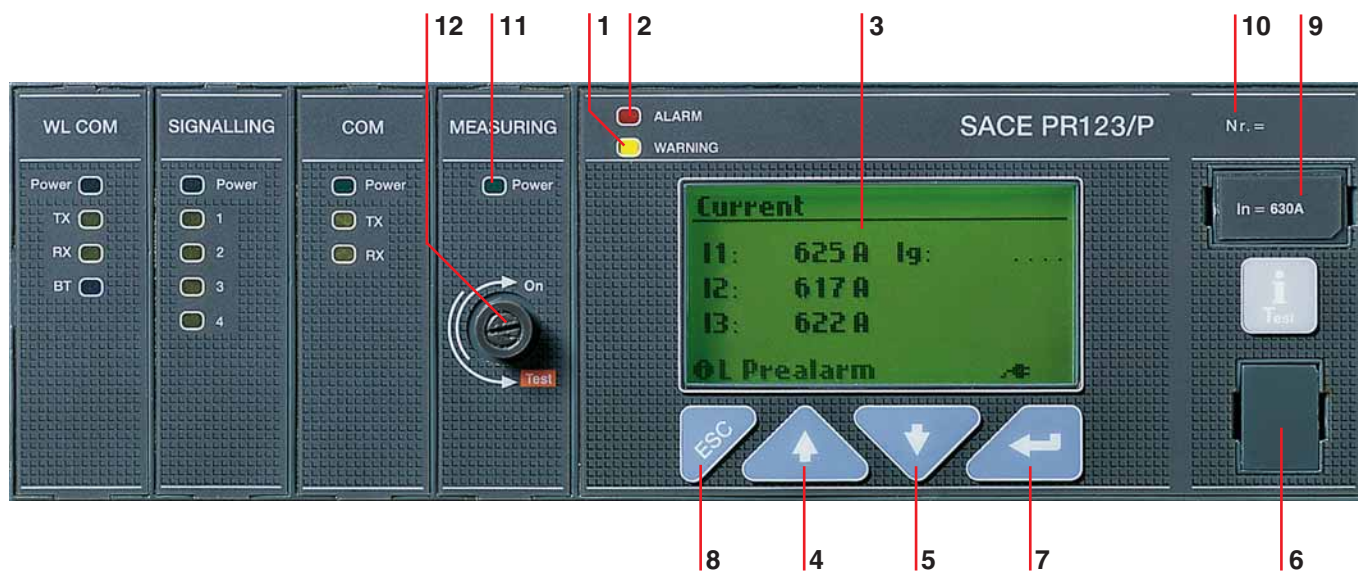 12 11 1 2 3 10 9
WL COM
Power
TX
RX
BT
SIGNALLING
Power
1
2
3
4
COM
Power
TX
RX
MEASURING
Power
On
Test
ALARM
WARNING
SACE PR123/P
Current
I1: 625 A Ig: ....
I2: 617 A
I3: 622 A
L Prealarm
ESC
Nr. =
In = 630A
i
Test
8 4 5 7 6